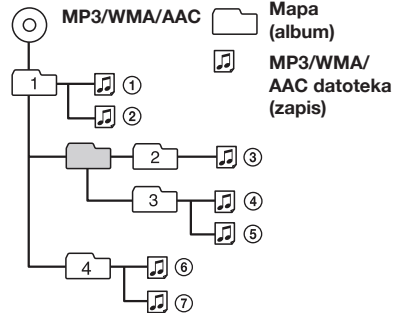 MP3/WMA/AAC
Mapa
(album)
MP3/WMA/
AAC datoteka
(zapis)
1
①
②
2
③
3
④
⑤
4
⑥
⑦